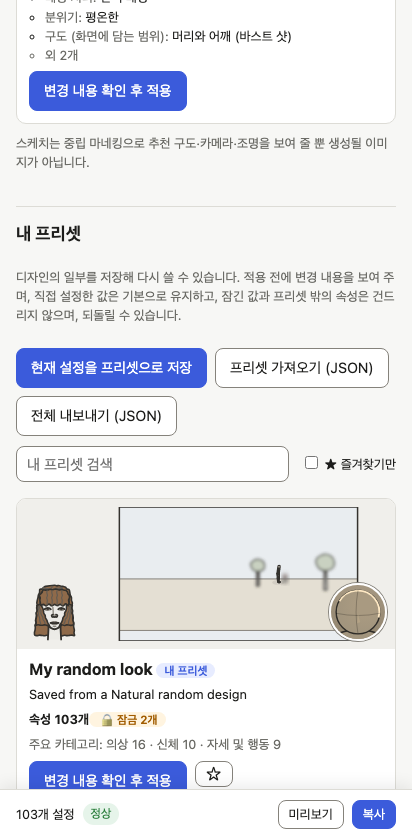 분위기: 평온한
구도 (화면에 담는 범위): 머리와 어깨 (바스트 샷)
외 2개
변경 내용 확인 후 적용
스케치는 중립 마네킹으로 추천 구도·카메라·조명을 보여 줄 뿐 생성될 이미
지가 아닙니다.
내 프리셋
디자인의 일부를 저장해 다시 쓸 수 있습니다. 적용 전에 변경 내용을 보여 주
며, 직접 설정한 값은 기본으로 유지하고, 잠긴 값과 프리셋 밖의 속성은 건드
리지 않으며, 되돌릴 수 있습니다.
현재 설정을 프리셋으로 저장
프리셋 가져오기 (JSON)
전체 내보내기 (JSON)
내 프리셋 검색
★ 즐겨찾기만
My random look 내 프리셋
Saved from a Natural random design
속성 103개 🔒 잠금 2개
주요 카테고리: 의상 16 · 신체 10 · 자세 및 행동 9
변경 내용 확인 후 적용
☆
103개 설정 정상
미리보기
복사